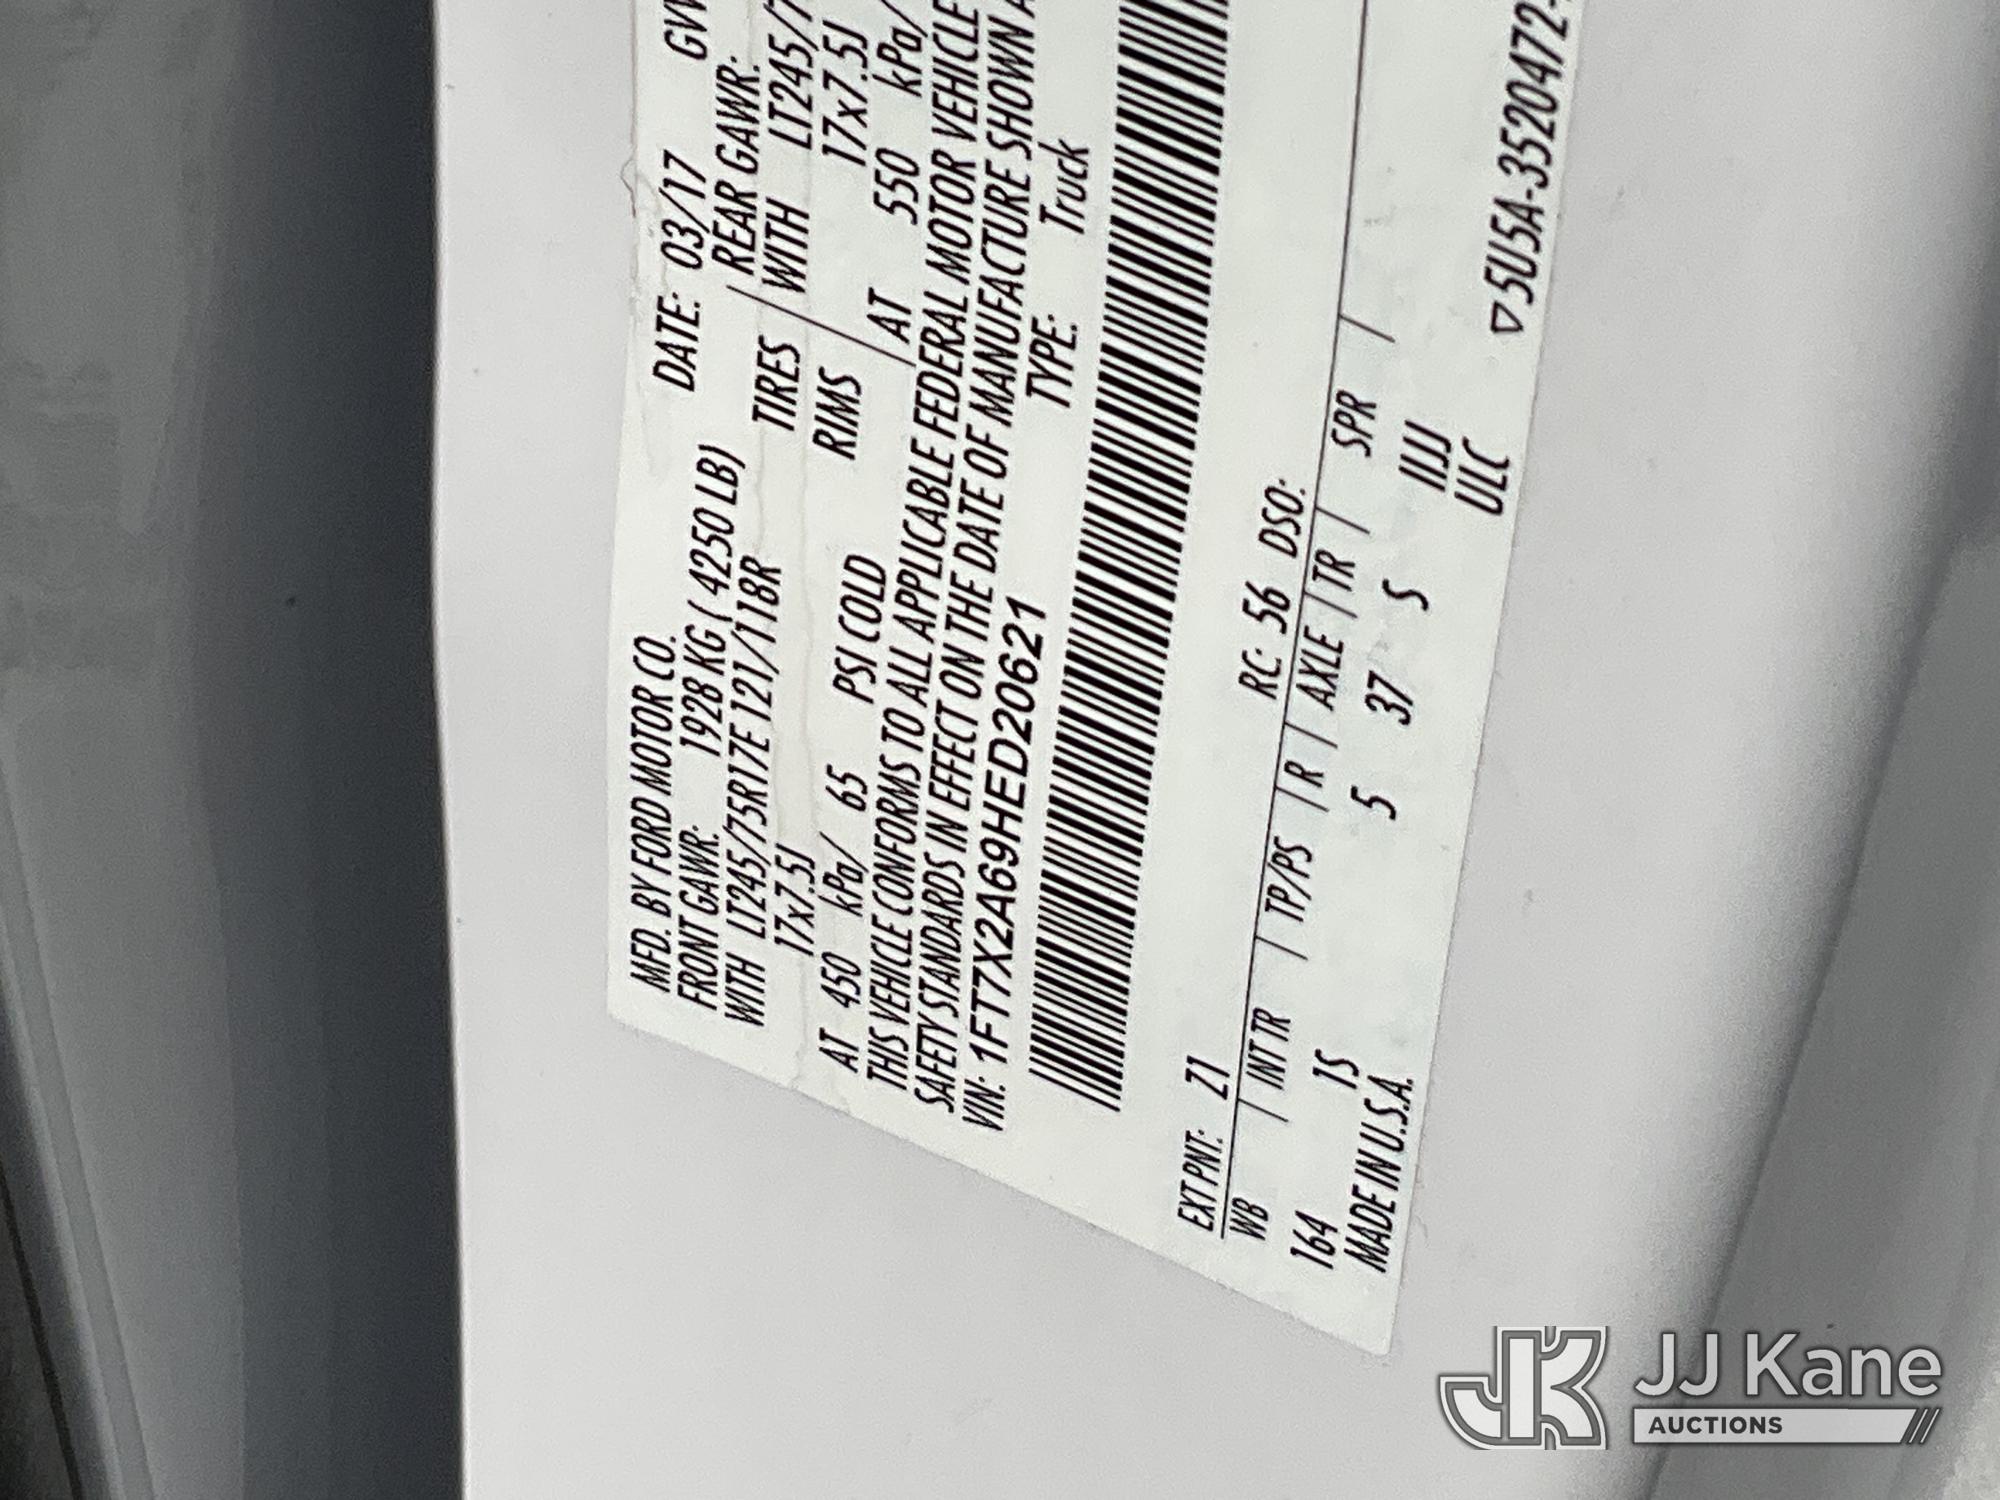 MFD. BY FORD MOTOR CO. DATE: 03/17
FRONT GAWR: 1928 KG ( 4250 LB) REAR GAWR:
WITH LT245/75R17E 121/118R TIRES WITH LT245/7
17x7.5J RIMS 17x7.5J
AT 450 kPa/ 65 PSI COLD AT 550 kPa/
THIS VEHICLE CONFORMS TO ALL APPLICABLE FEDERAL MOTOR VEHICLE
SAFETY STANDARDS IN EFFECT ON THE DATE OF MANUFACTURE SHOWN
VIN: 1FT7X2A69HED20621 TYPE: Truck
EXT PNT: Z1 RC: 56 DSO:
WB | INT TR | TP/PS | R | AXLE | TR | SPR |
164 1S 5 37 5 IIJJ
MADE IN U.S.A. ULC
▽5U5A-3520472-
JK JJ Kane
AUCTIONS